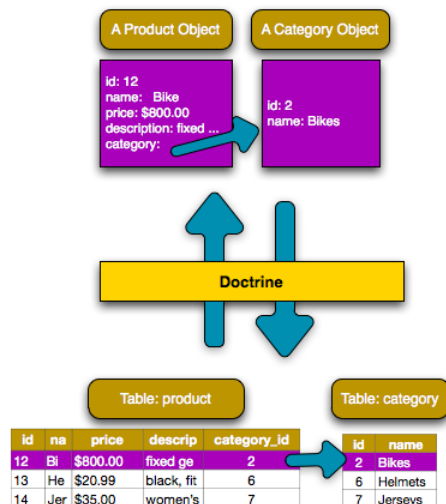 A Product Object
A Category Object
id: 12
name: Bike
price: $800.00
description: fixed ...
category:
id: 2
name: Bikes
Doctrine
Table: product
Table: category
id na price descrip category_id
12 Bi $800.00 fixed ge 2
13 He $20.99 black, fit 6
14 Jer $35.00 women's 7
id name
2 Bikes
6 Helmets
7 Jerseys